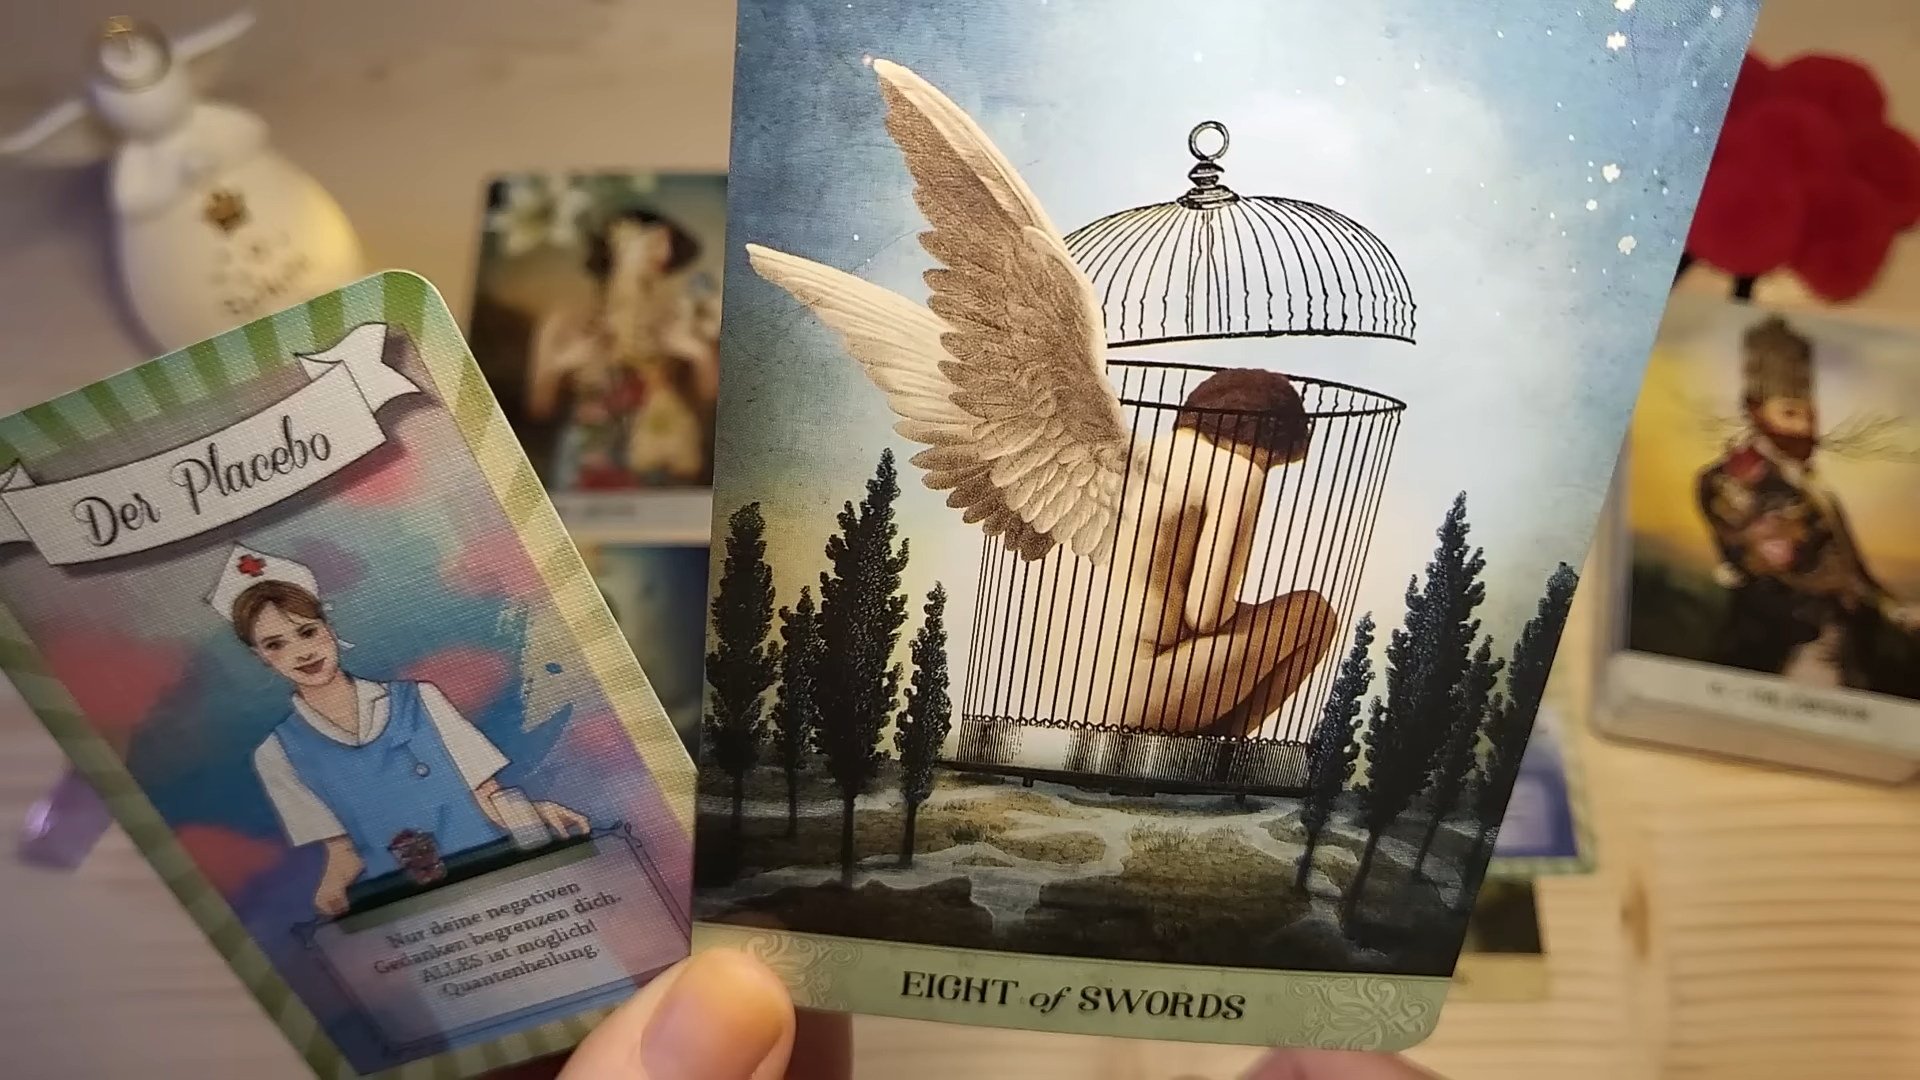 Der Placebo
Nur deine negativen
Gedanken begrenzen dich.
ALLES ist möglich!
Quantenheilung.
EIGHT of SWORDS